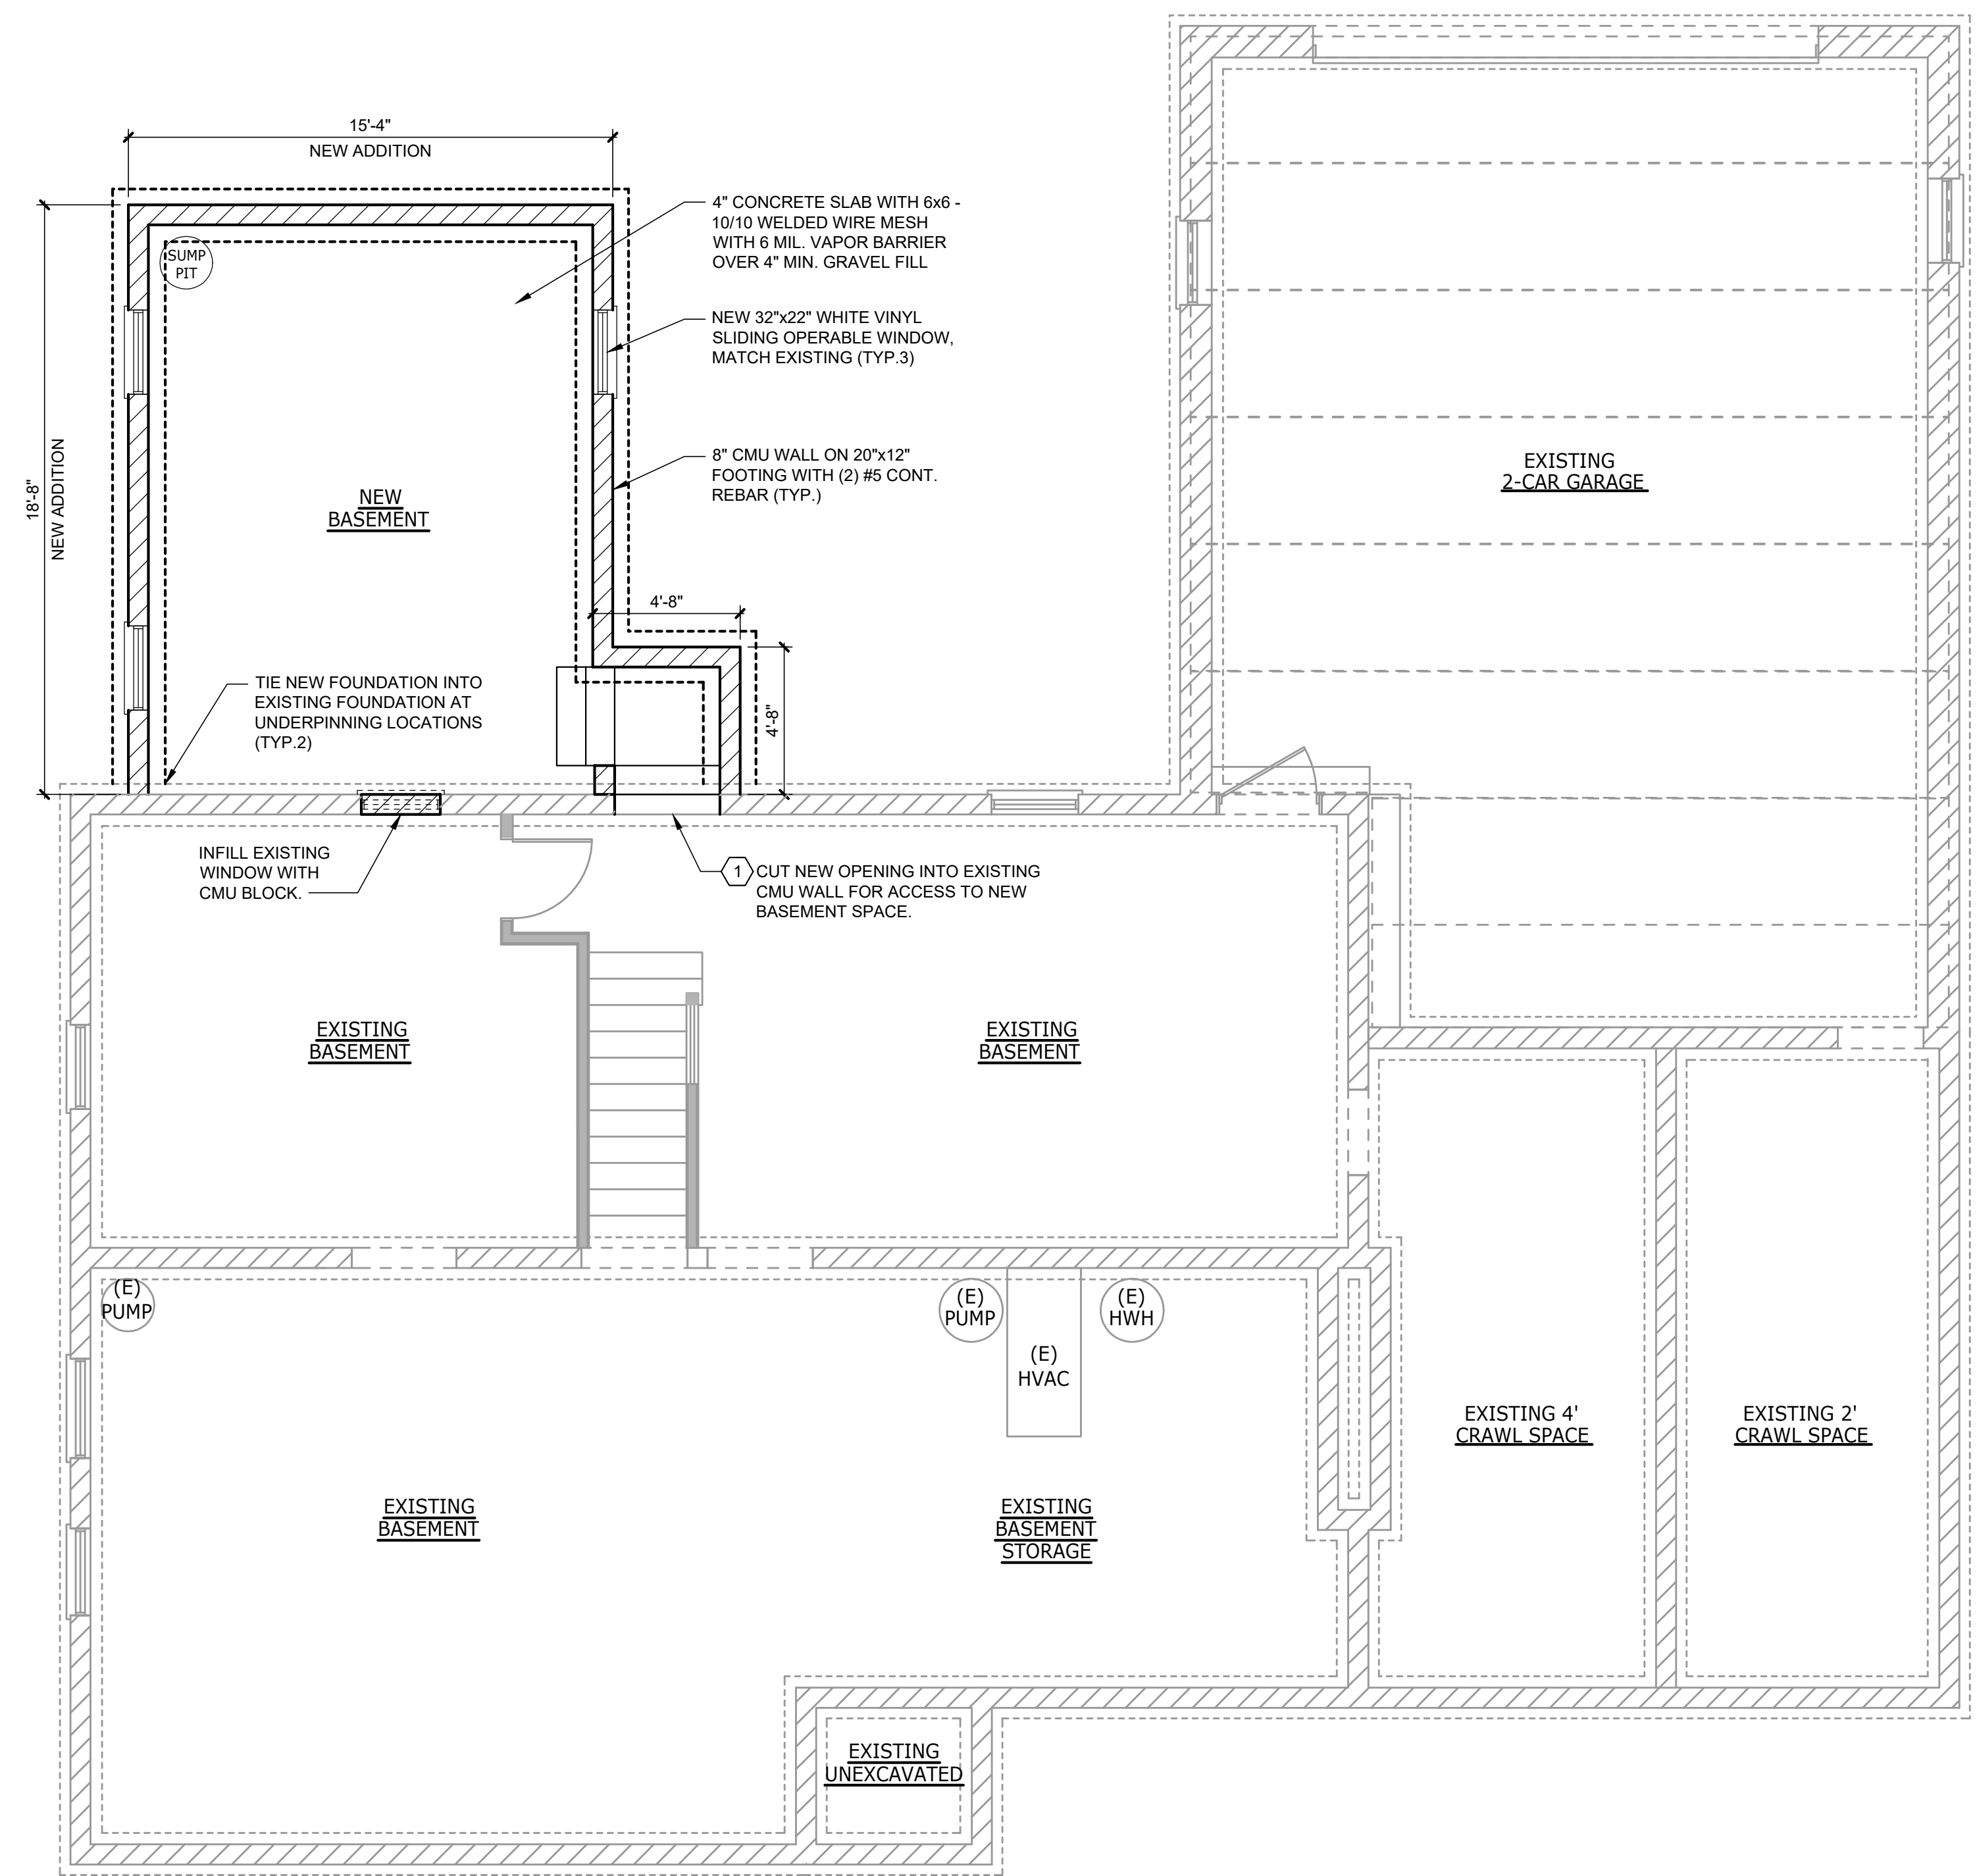 15'-4"
NEW ADDITION
4" CONCRETE SLAB WITH 6x6 -
10/10 WELDED WIRE MESH
WITH 6 MIL. VAPOR BARRIER
OVER 4" MIN. GRAVEL FILL
SUMP
PIT
NEW 32"x22" WHITE VINYL
SLIDING OPERABLE WINDOW,
MATCH EXISTING (TYP.3)
18'-8"
NEW ADDITION
8" CMU WALL ON 20"x12"
FOOTING WITH (2) #5 CONT.
REBAR (TYP.)
NEW
BASEMENT
EXISTING
2-CAR GARAGE
4'-8"
4'-8"
TIE NEW FOUNDATION INTO
EXISTING FOUNDATION AT
UNDERPINNING LOCATIONS
(TYP.2)
INFILL EXISTING
WINDOW WITH
CMU BLOCK.
1
CUT NEW OPENING INTO EXISTING
CMU WALL FOR ACCESS TO NEW
BASEMENT SPACE.
EXISTING
BASEMENT
EXISTING
BASEMENT
(E)
PUMP
(E)
PUMP
(E)
HWH
(E)
HVAC
EXISTING 4'
CRAWL SPACE
EXISTING 2'
CRAWL SPACE
EXISTING
BASEMENT
EXISTING
BASEMENT
STORAGE
EXISTING
UNEXCAVATED